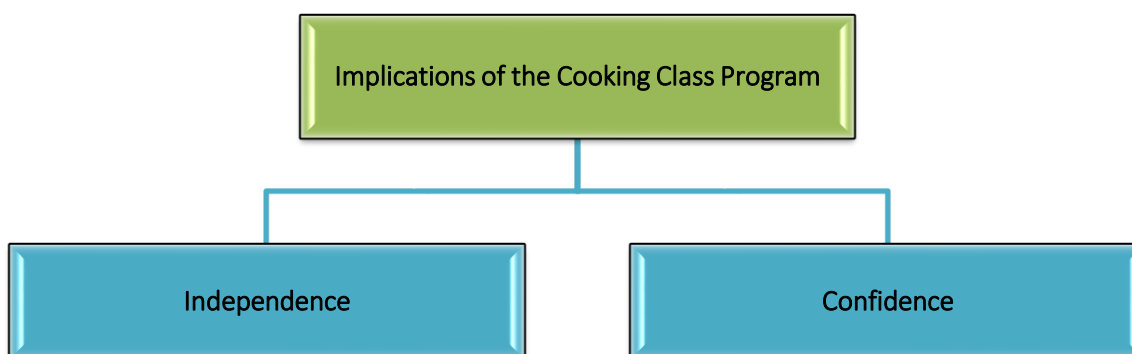 Implications of the Cooking Class Program
Independence
Confidence